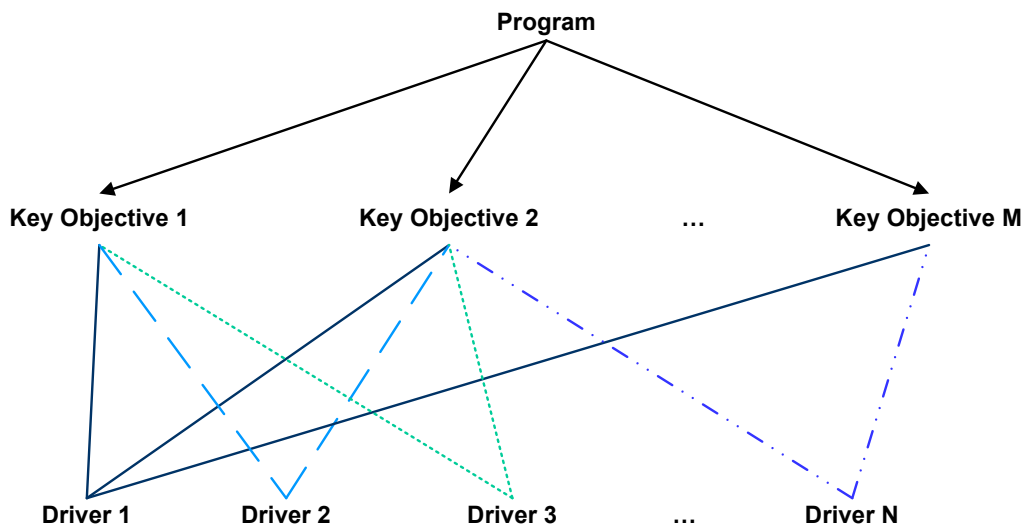 Program
Key Objective 1 Key Objective 2 … Key Objective M
Driver 1 Driver 2 Driver 3 … Driver N